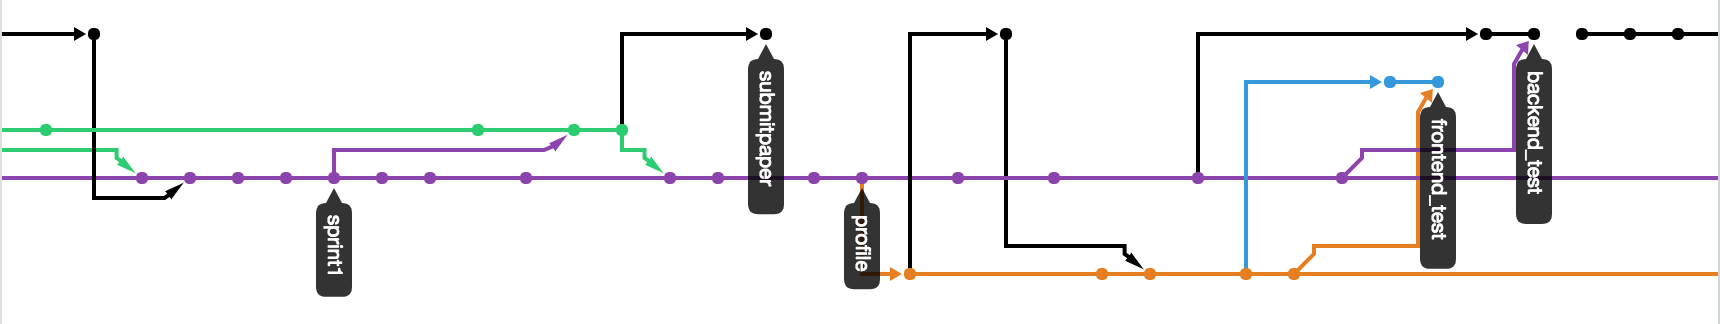 sprint1
submitpaper
profile
frontend_test
backend_test